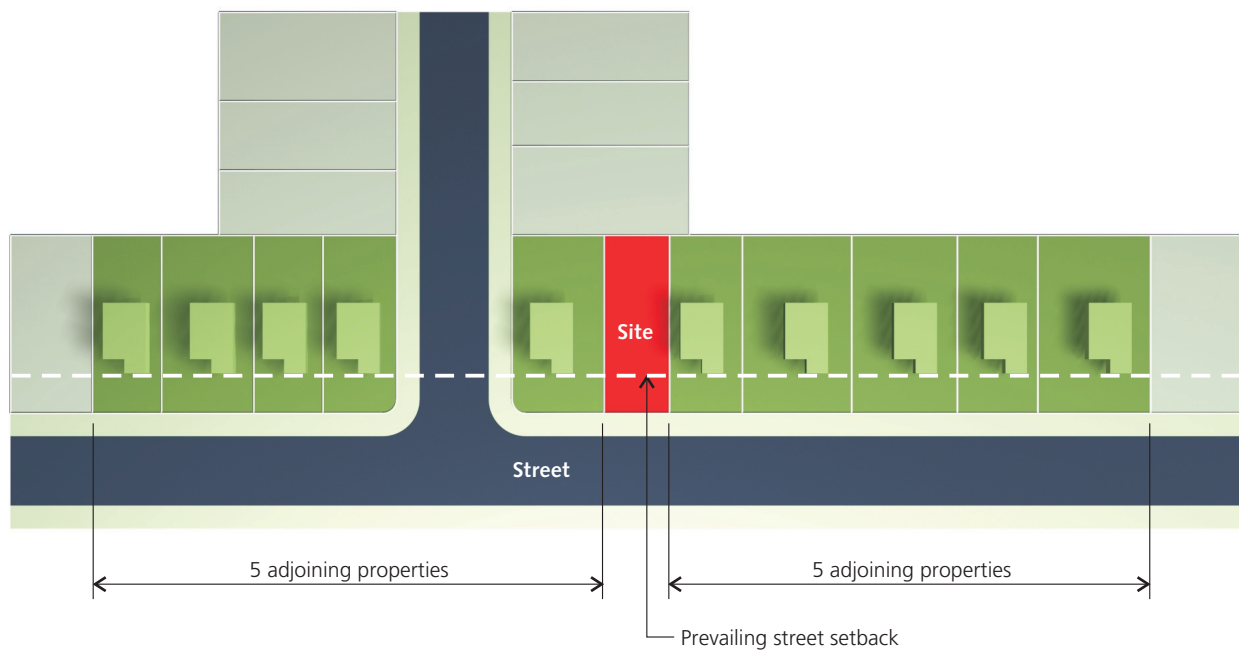 Site
Street
5 adjoining properties
5 adjoining properties
Prevailing street setback